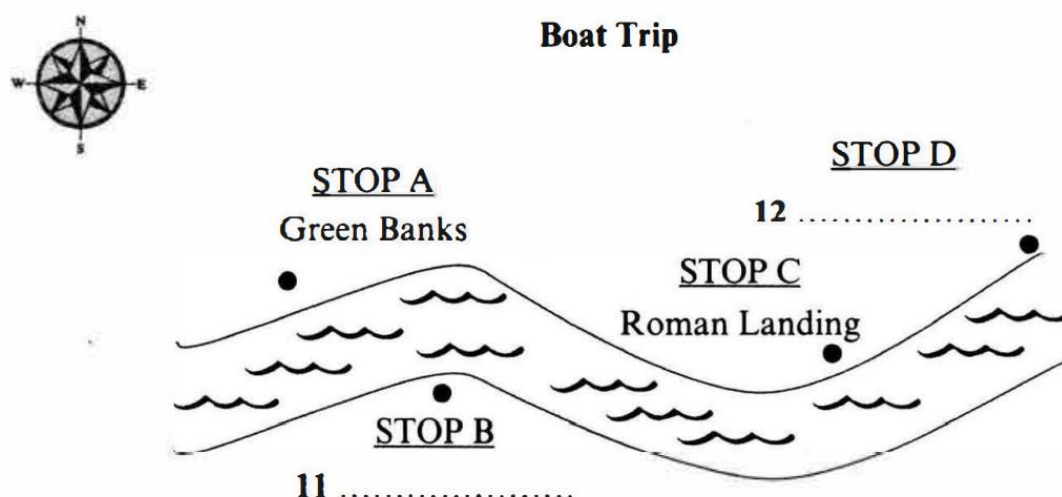 Boat Trip
N
W E
S
STOP D
STOP A
12 ........................
Green Banks
STOP C
Roman Landing
STOP B
11 ........................